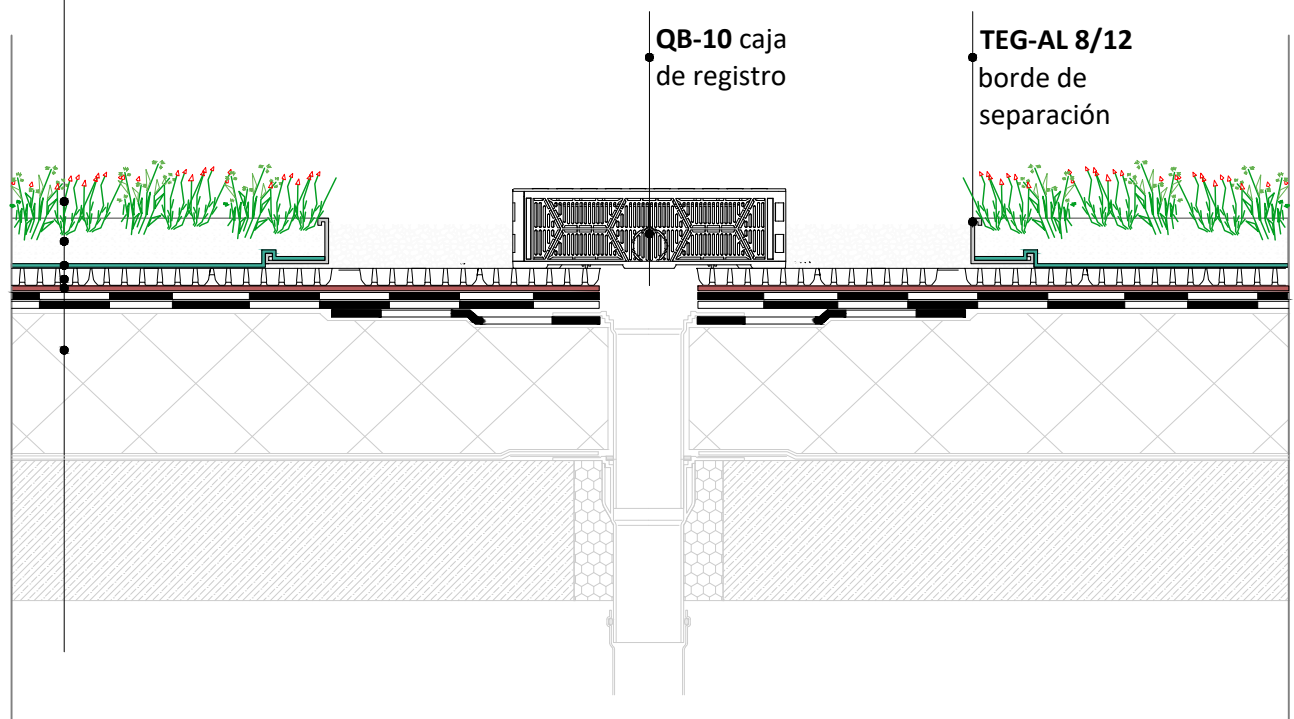 QB-10 caja
de registro
TEG-AL 8/12
borde de
separación